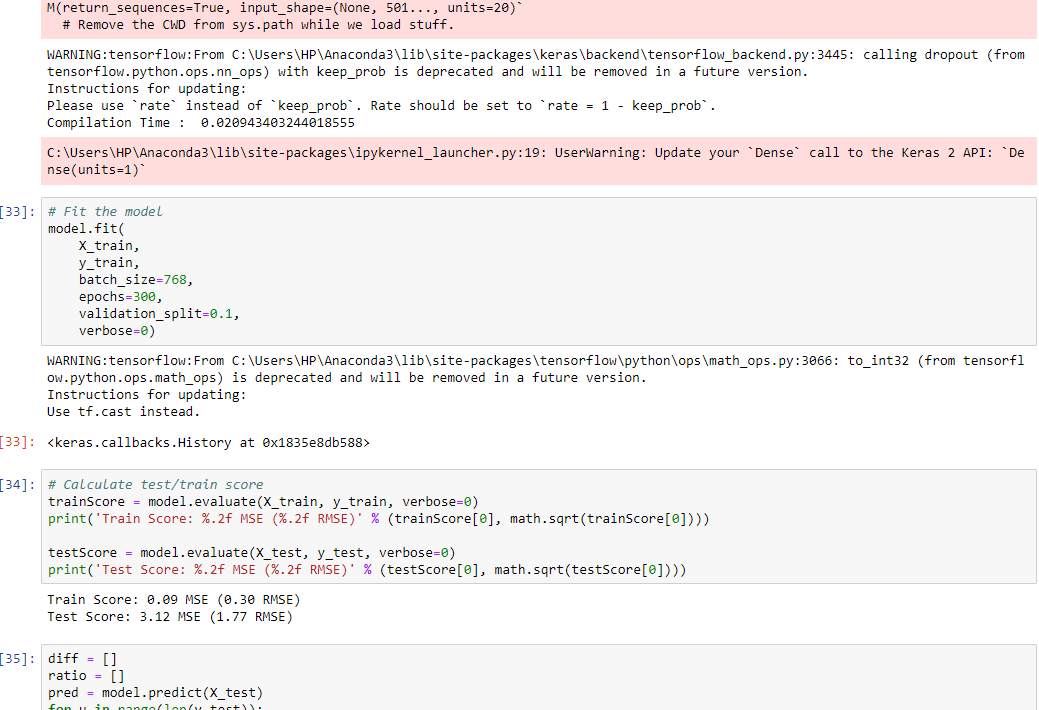 M(return_sequences=True, input_shape=(None, 501..., units=20)`
  # Remove the CWD from sys.path while we load stuff.
WARNING:tensorflow:From C:\Users\HP\Anaconda3\lib\site-packages\keras\backend\tensorflow_backend.py:3445: calling dropout (from
tensorflow.python.ops.nn_ops) with keep_prob is deprecated and will be removed in a future version.
Instructions for updating:
Please use `rate` instead of `keep_prob`. Rate should be set to `rate = 1 - keep_prob`.
Compilation Time :  0.020943403244018555
C:\Users\HP\Anaconda3\lib\site-packages\ipykernel_launcher.py:19: UserWarning: Update your `Dense` call to the Keras 2 API: `De
nse(units=1)`
[33]: # Fit the model
model.fit(
    X_train,
    y_train,
    batch_size=768,
    epochs=300,
    validation_split=0.1,
    verbose=0)
WARNING:tensorflow:From C:\Users\HP\Anaconda3\lib\site-packages\tensorflow\python\ops\math_ops.py:3066: to_int32 (from tensorfl
ow.python.ops.math_ops) is deprecated and will be removed in a future version.
Instructions for updating:
Use tf.cast instead.
[33]: <keras.callbacks.History at 0x1835e8db588>
[34]: # Calculate test/train score
trainScore = model.evaluate(X_train, y_train, verbose=0)
print('Train Score: %.2f MSE (%.2f RMSE)' % (trainScore[0], math.sqrt(trainScore[0])))
testScore = model.evaluate(X_test, y_test, verbose=0)
print('Test Score: %.2f MSE (%.2f RMSE)' % (testScore[0], math.sqrt(testScore[0])))
Train Score: 0.09 MSE (0.30 RMSE)
Test Score: 3.12 MSE (1.77 RMSE)
[35]: diff = []
ratio = []
pred = model.predict(X_test)
for u in range(len(y_test)):